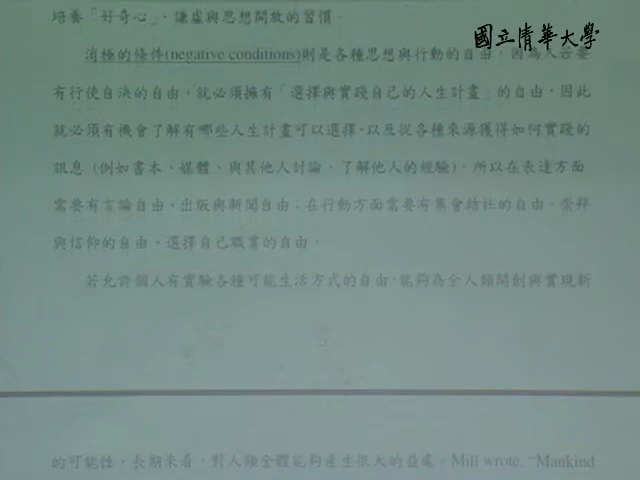 培養「好奇心」、謙虛與思想開放的習慣。
國立清華大學
消極的條件(negative conditions)則是各種思想與行動的自由，因為人若要
有行使自決的自由，就必須擁有「選擇與實踐自己的人生計畫」的自由，因此
就必須有機會了解有哪些人生計畫可以選擇、以及從各種來源獲得如何實踐的
訊息 (例如書本、媒體、與其他人討論、了解他人的經驗)。所以在表達方面
需要有言論自由、出版與新聞自由；在行動方面需要有集會結社的自由、崇拜
與信仰的自由、選擇自己職業的自由。
若允許個人有實驗各種可能生活方式的自由，能夠為全人類開創與實現新
的可能性，長期來看，對人類全體能夠產生很大的益處。Mill wrote, “Mankind